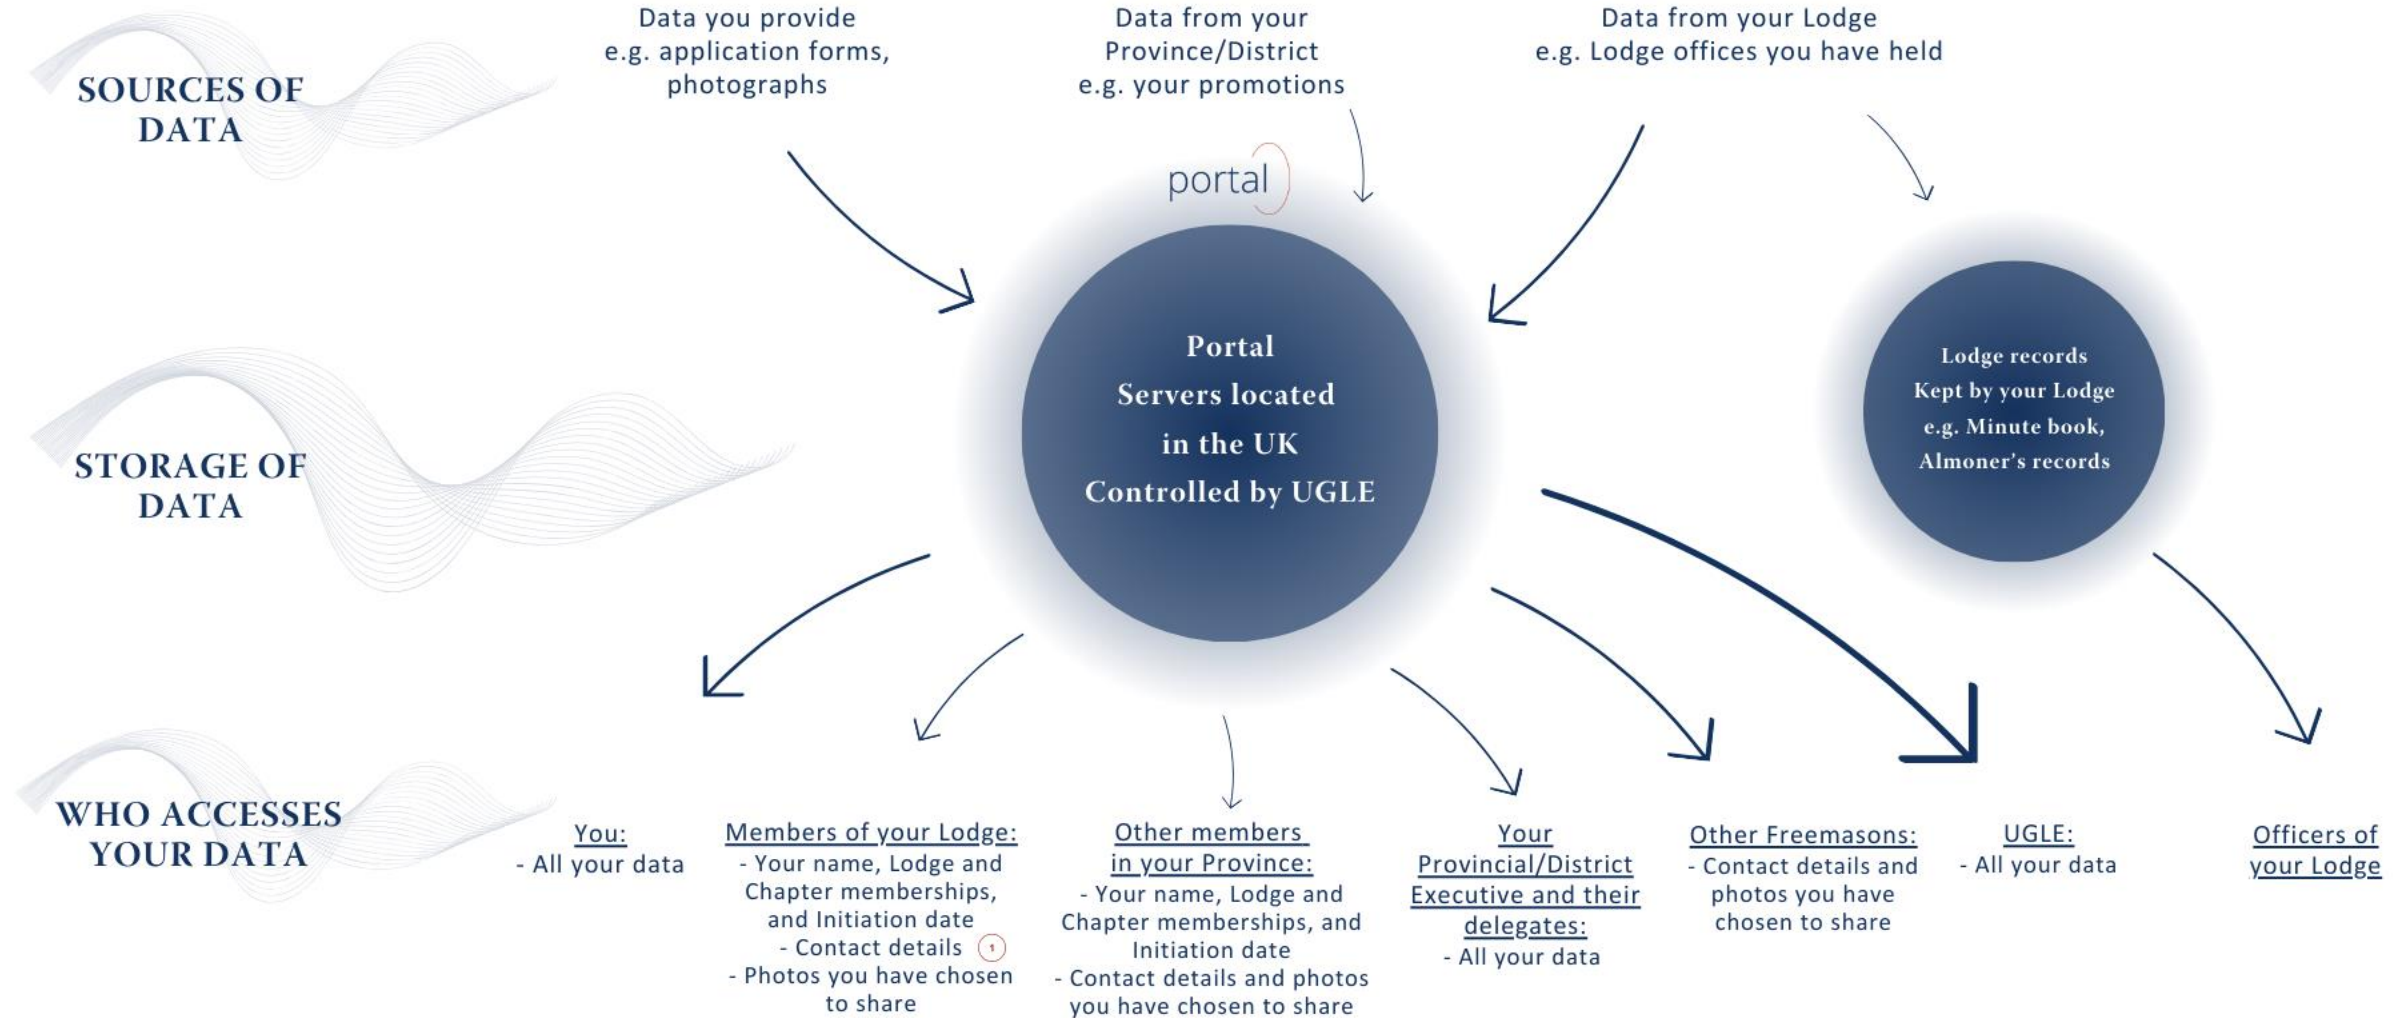 SOURCES OF
DATA
Data you provide
e.g. application forms,
photographs
Data from your
Province/District
e.g. your promotions
Data from your Lodge
e.g. Lodge offices you have held
portal
STORAGE OF
DATA
Portal
Servers located
in the UK
Controlled by UGLE
Lodge records
Kept by your Lodge
e.g. Minute book,
Almoner's records
WHO ACCESSES
YOUR DATA
You:
- All your data
Members of your Lodge:
- Your name, Lodge and
Chapter memberships,
and Initiation date
- Contact details 1
- Photos you have chosen
to share
Other members
in your Province:
- Your name, Lodge and
Chapter memberships, and
Initiation date
- Contact details and photos
you have chosen to share
Your
Provincial/District
Executive and their
delegates:
- All your data
Other Freemasons:
- Contact details and
photos you have
chosen to share
UGLE:
- All your data
Officers of
your Lodge